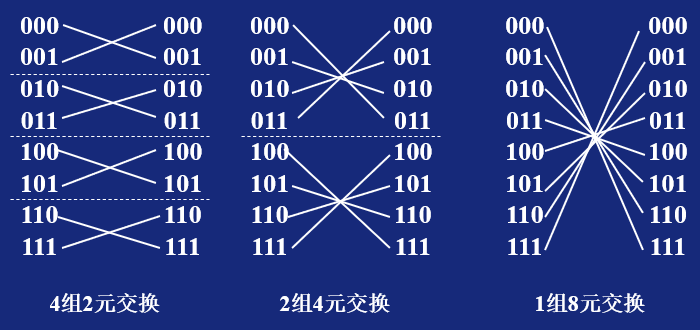 000 000 000 000 000 000
001 001 001 001 001 001
010 010 010 010 010 010
011 011 011 011 011 011
100 100 100 100 100 100
101 101 101 101 101 101
110 110 110 110 110 110
111 111 111 111 111 111
4组2元交换 2组4元交换 1组8元交换